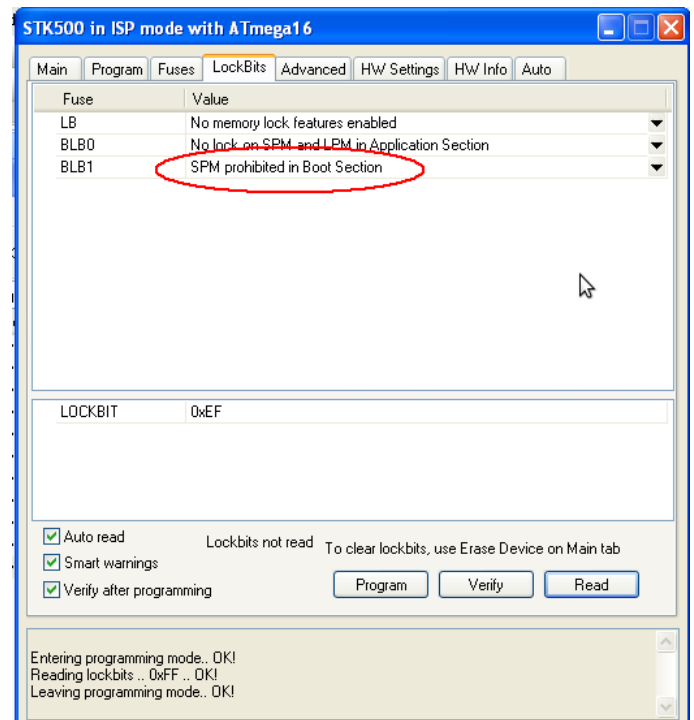 STK500 in ISP mode with ATmega16
Main Program Fuses LockBits Advanced HW Settings HW Info Auto
Fuse Value
LB No memory lock features enabled
BLB0 No lock on SPM and LPM in Application Section
BLB1 SPM prohibited in Boot Section
LOCKBIT 0xEF
Auto read
Lockbits not read To clear lockbits, use Erase Device on Main tab
Smart warnings
Verify after programming Program Verify Read
Entering programming mode.. OK!
Reading lockbits .. 0xFF .. OK!
Leaving programming mode.. OK!